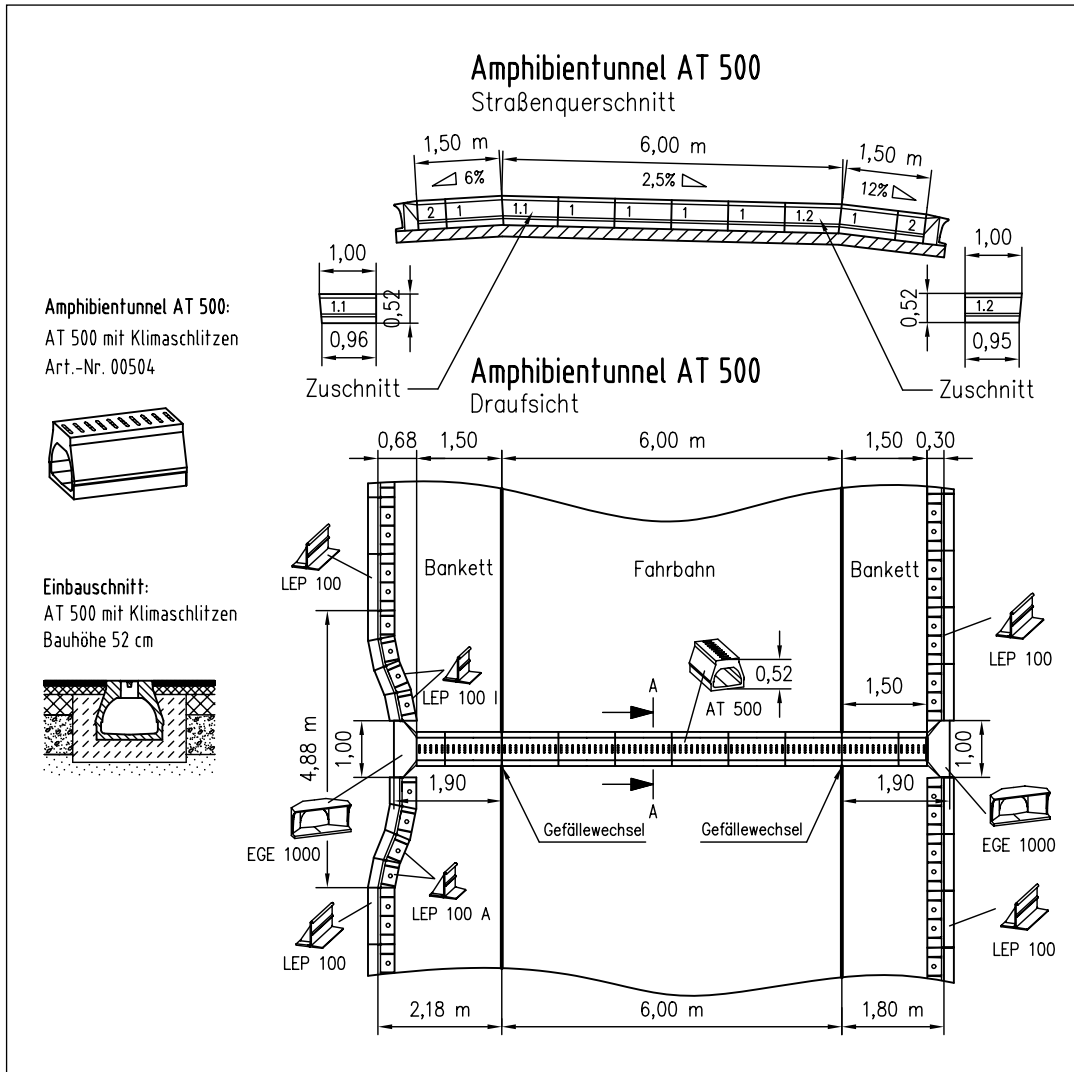 Amphibientunnel AT 500
Straßenquerschnitt
1,50 m
6,00 m
1,50 m
6%
2,5%
12%
2
1
1.1
1
1
1
1
1.2
1
2
1,00
1.1
0,52
0,96
1,00
0,52
1.2
0,95
Zuschnitt
Zuschnitt
Amphibientunnel AT 500:
AT 500 mit Klimaschlitzen
Art.-Nr. 00504
Einbauschnitt:
AT 500 mit Klimaschlitzen
Bauhöhe 52 cm
Amphibientunnel AT 500
Draufsicht
0,68
1,50
6,00 m
1,50
0,30
Bankett
Fahrbahn
Bankett
LEP 100
LEP 100
LEP 100 I
A
0,52
AT 500
1,50
4,88 m
1,00
1,00
1,90
A
1,90
Gefällewechsel
Gefällewechsel
EGE 1000
EGE 1000
LEP 100 A
LEP 100
LEP 100
2,18 m
6,00 m
1,80 m